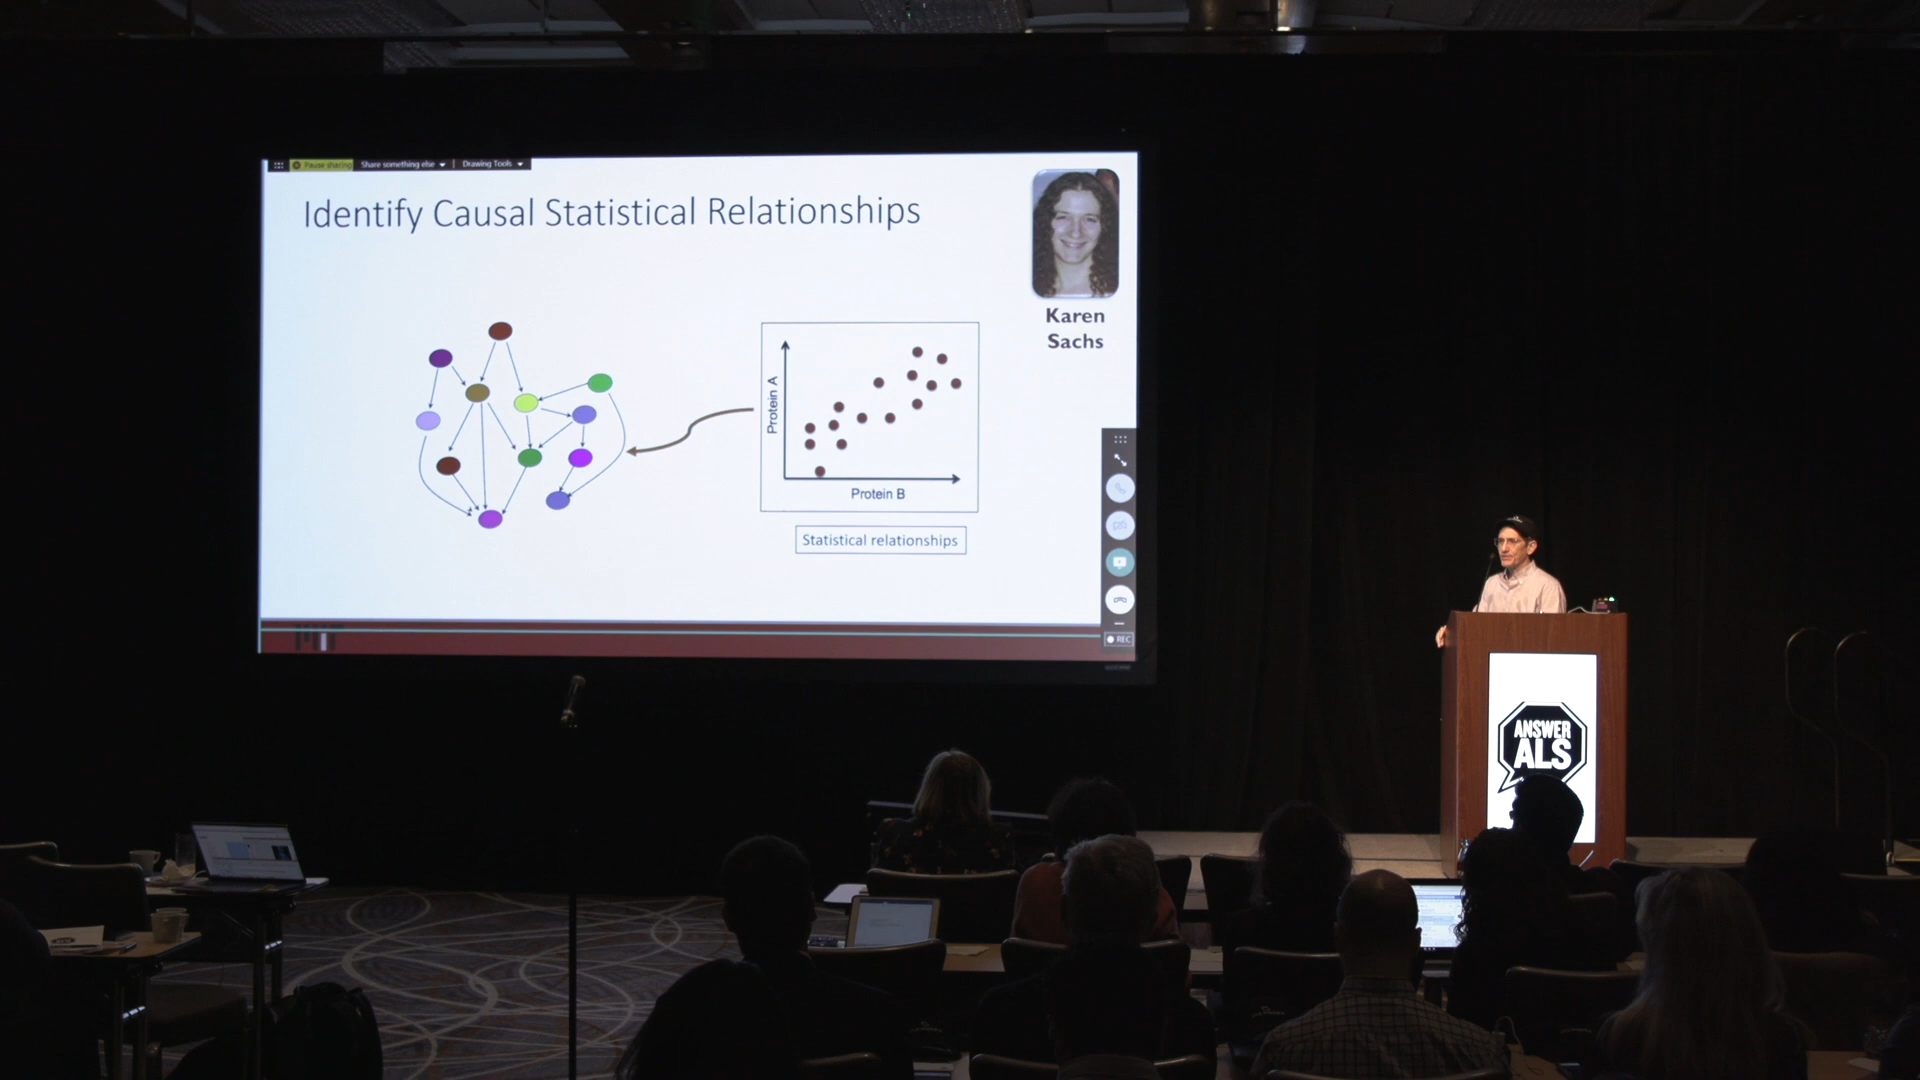 Pause sharing Share something else Drawing Tools
Identify Causal Statistical Relationships
Karen
Sachs
Protein A
Protein B
Statistical relationships
REC
ANSWER
ALS